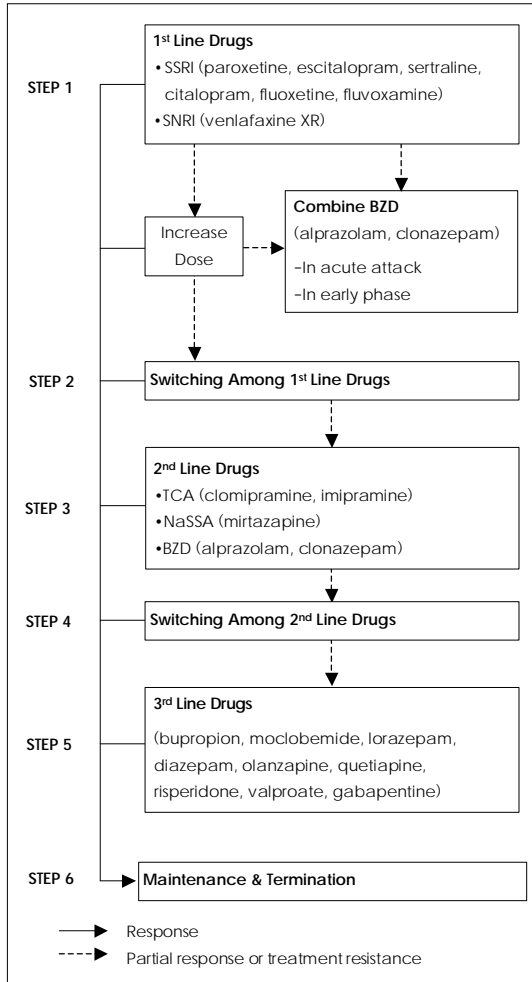 STEP 1
1st Line Drugs
•SSRI (paroxetine, escitalopram, sertraline,
citalopram, fluoxetine, fluvoxamine)
•SNRI (venlafaxine XR)
Increase
Dose
Combine BZD
(alprazolam, clonazepam)
-In acute attack
-In early phase
STEP 2
Switching Among 1st Line Drugs
STEP 3
2nd Line Drugs
•TCA (clomipramine, imipramine)
•NaSSA (mirtazapine)
•BZD (alprazolam, clonazepam)
STEP 4
Switching Among 2nd Line Drugs
STEP 5
3rd Line Drugs
(bupropion, moclobemide, lorazepam,
diazepam, olanzapine, quetiapine,
risperidone, valproate, gabapentine)
STEP 6
Maintenance & Termination
Response
Partial response or treatment resistance